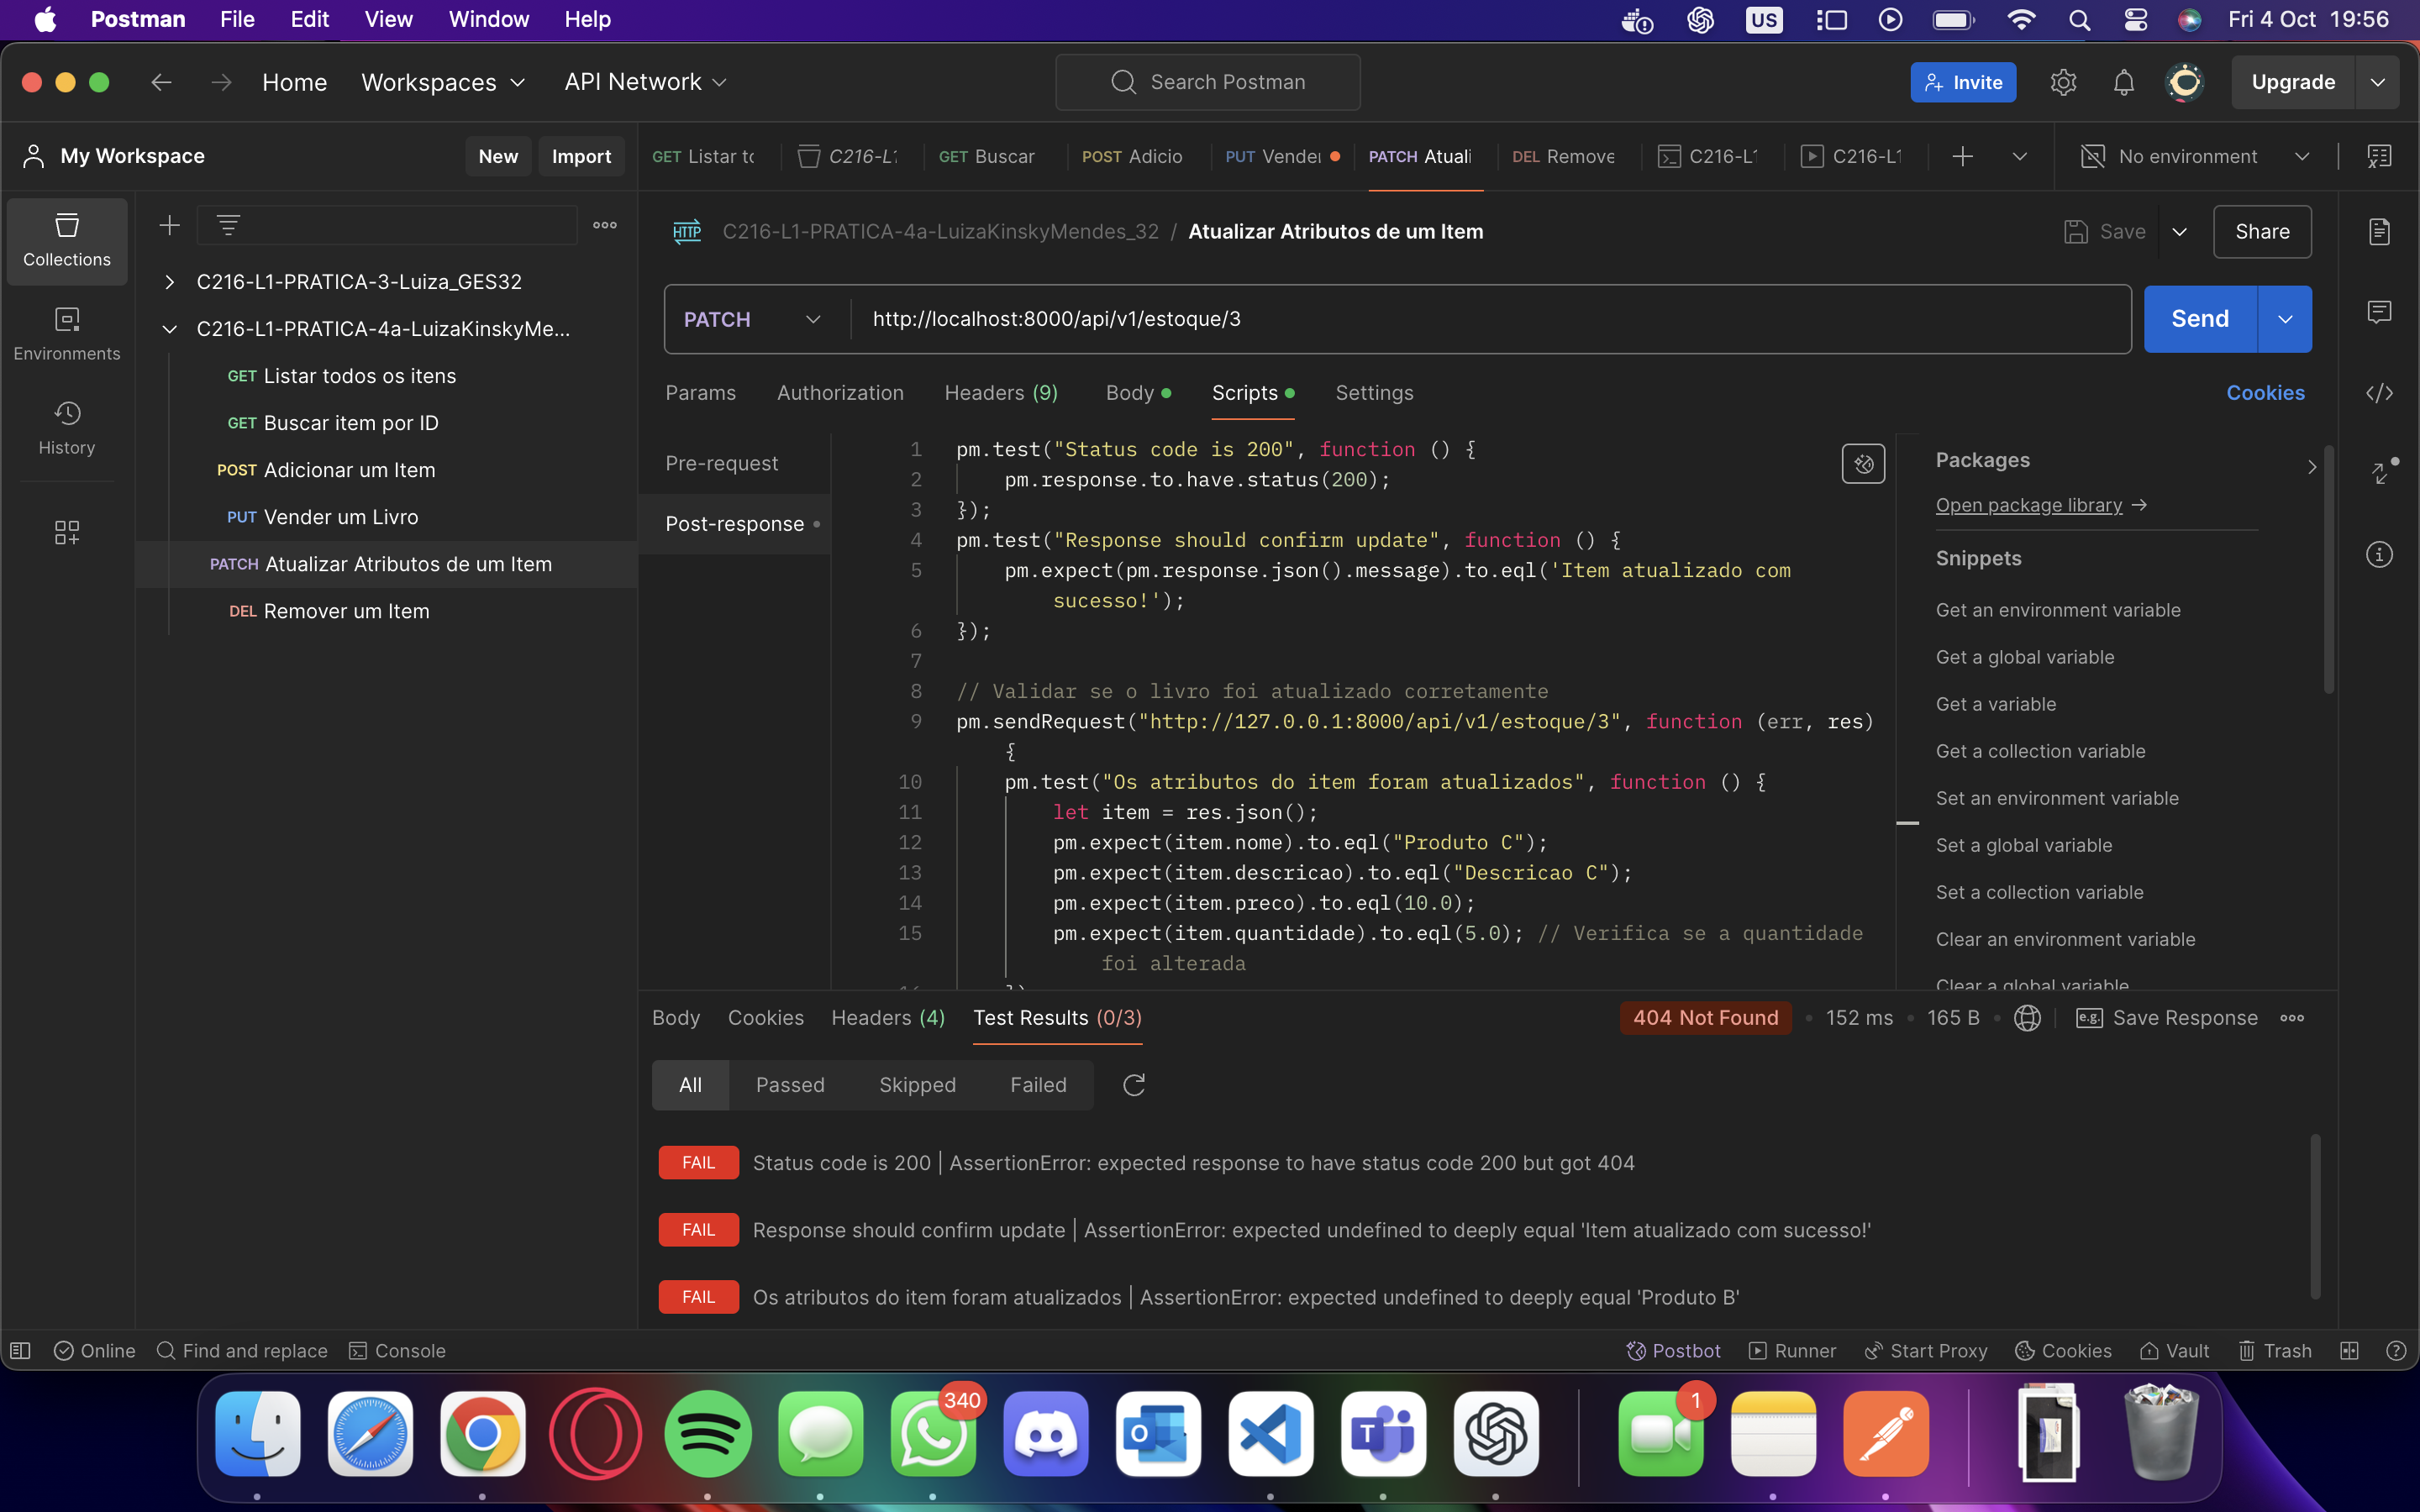 Postman File Edit View Window Help US Fri 4 Oct 19:56
Home Workspaces API Network Search Postman Invite Upgrade
My Workspace New Import GET Listar to C216-L1 GET Buscar POST Adicio PUT Vender PATCH Atuali DEL Remove C216-L1 C216-L1 No environment
Collections
Environments
History
C216-L1-PRATICA-3-Luiza_GES32
C216-L1-PRATICA-4a-LuizaKinskyMe...
GET Listar todos os itens
GET Buscar item por ID
POST Adicionar um Item
PUT Vender um Livro
PATCH Atualizar Atributos de um Item
DEL Remover um Item
HTTP C216-L1-PRATICA-4a-LuizaKinskyMendes_32 / Atualizar Atributos de um Item Save Share
PATCH http://localhost:8000/api/v1/estoque/3 Send
Params Authorization Headers (9) Body Scripts Settings Cookies
Pre-request
Post-response
1 pm.test("Status code is 200", function () {
2 pm.response.to.have.status(200);
3 });
4 pm.test("Response should confirm update", function () {
5 pm.expect(pm.response.json().message).to.eql('Item atualizado com
sucesso!');
6 });
7
8 // Validar se o livro foi atualizado corretamente
9 pm.sendRequest("http://127.0.0.1:8000/api/v1/estoque/3", function (err, res)
{
10 pm.test("Os atributos do item foram atualizados", function () {
11 let item = res.json();
12 pm.expect(item.nome).to.eql("Produto C");
13 pm.expect(item.descricao).to.eql("Descricao C");
14 pm.expect(item.preco).to.eql(10.0);
15 pm.expect(item.quantidade).to.eql(5.0); // Verifica se a quantidade
foi alterada
Packages
Open package library →
Snippets
Get an environment variable
Get a global variable
Get a variable
Get a collection variable
Set an environment variable
Set a global variable
Set a collection variable
Clear an environment variable
Clear a global variable
Body Cookies Headers (4) Test Results (0/3) 404 Not Found • 152 ms • 165 B • e.g. Save Response
All Passed Skipped Failed
FAIL Status code is 200 | AssertionError: expected response to have status code 200 but got 404
FAIL Response should confirm update | AssertionError: expected undefined to deeply equal 'Item atualizado com sucesso!'
FAIL Os atributos do item foram atualizados | AssertionError: expected undefined to deeply equal 'Produto B'
Online Find and replace Console Postbot Runner Start Proxy Cookies Vault Trash
340 1